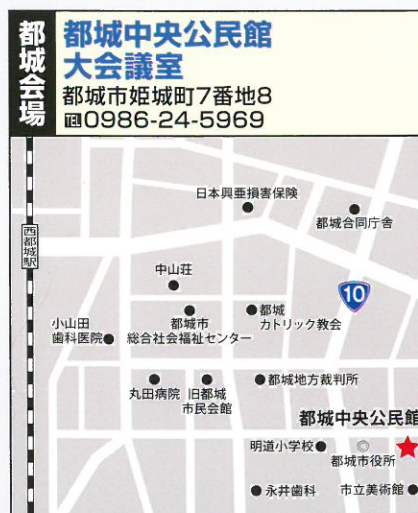 都城会場
都城中央公民館
大会議室
都城市姫城町7番地8
TEL0986-24-5969
西都城駅
日本興亜損害保険
都城合同庁舎
中山荘
10
都城市
総合社会福祉センター
都城
カトリック教会
小山田
歯科医院
丸田病院
旧都城
市民会館
都城地方裁判所
都城中央公民館
明道小学校
都城市役所
永井歯科
市立美術館